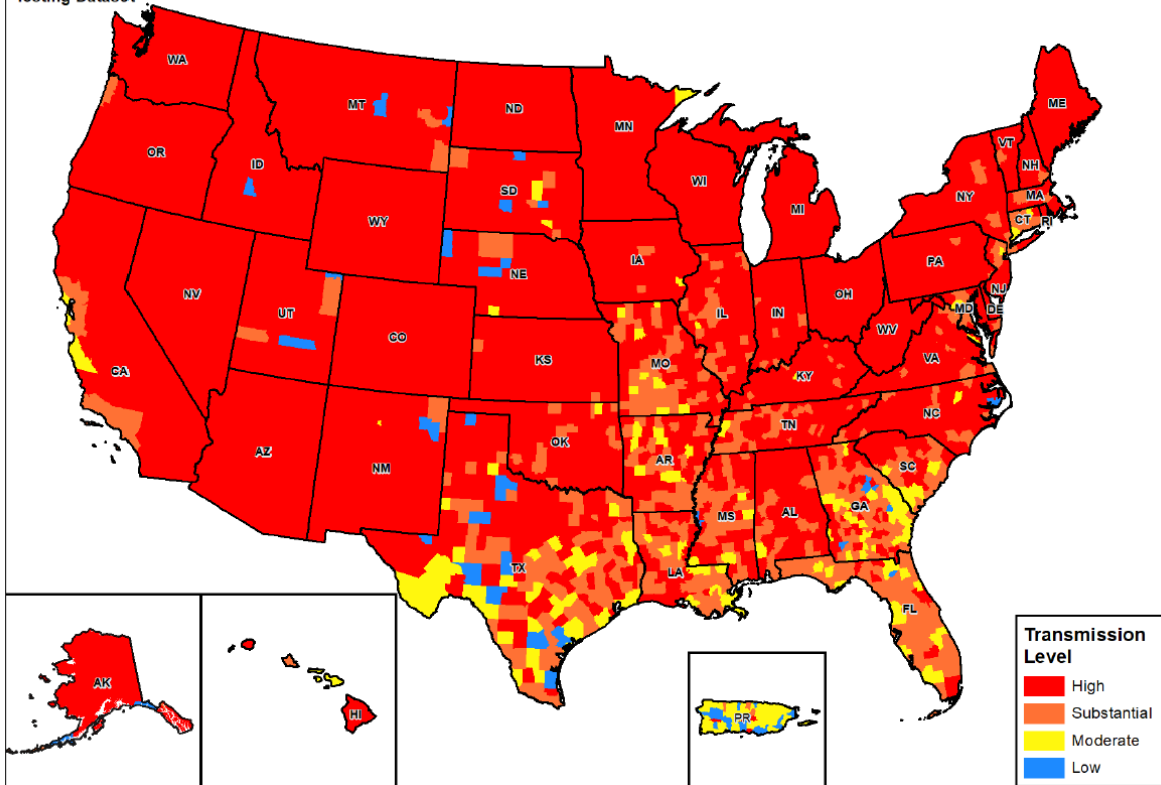 Testing Dataset
WA
MT
ND
MN
ME
OR
ID
SD
WI
MI
VT
NH
NY
MA
CT
RI
WY
NE
IA
PA
NJ
NV
UT
CO
IL
IN
OH
MD
DE
WV
CA
KS
MO
KY
VA
AZ
NM
OK
AR
TN
NC
SC
TX
LA
MS
AL
GA
FL
AK
HI
PR
Transmission
Level
High
Substantial
Moderate
Low